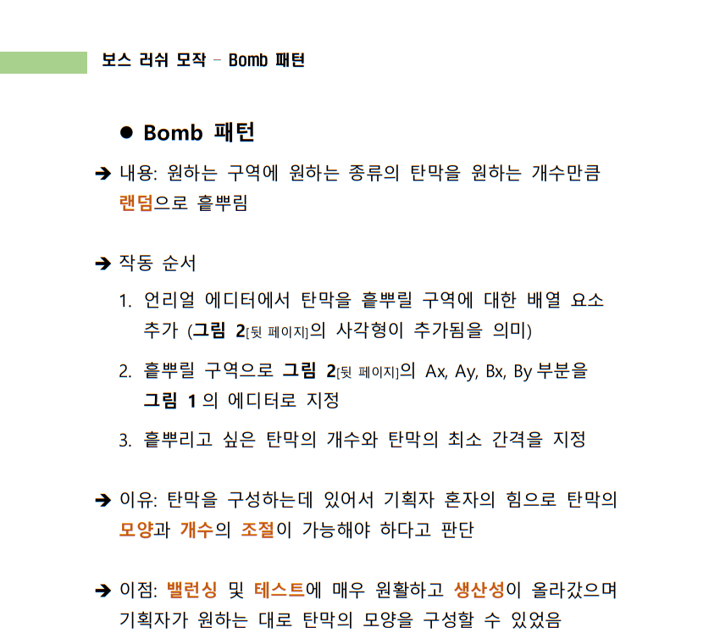 보스 러쉬 모작 – Bomb 패턴
● Bomb 패턴
➔ 내용: 원하는 구역에 원하는 종류의 탄막을 원하는 개수만큼
랜덤으로 흩뿌림
➔ 작동 순서
1. 언리얼 에디터에서 탄막을 흩뿌릴 구역에 대한 배열 요소
추가 (그림 2[뒷 페이지]의 사각형이 추가됨을 의미)
2. 흩뿌릴 구역으로 그림 2[뒷 페이지]의 Ax, Ay, Bx, By 부분을
그림 1 의 에디터로 지정
3. 흩뿌리고 싶은 탄막의 개수와 탄막의 최소 간격을 지정
➔ 이유: 탄막을 구성하는데 있어서 기획자 혼자의 힘으로 탄막의
모양과 개수의 조절이 가능해야 하다고 판단
➔ 이점: 밸런싱 및 테스트에 매우 원활하고 생산성이 올라갔으며
기획자가 원하는 대로 탄막의 모양을 구성할 수 있었음